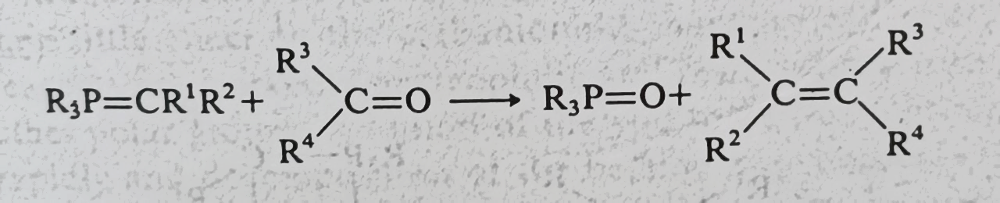 R³ R¹ R³
R₃P=CR¹R²+ C=O ⟶ R₃P=O+ C=C
R⁴ R² R⁴